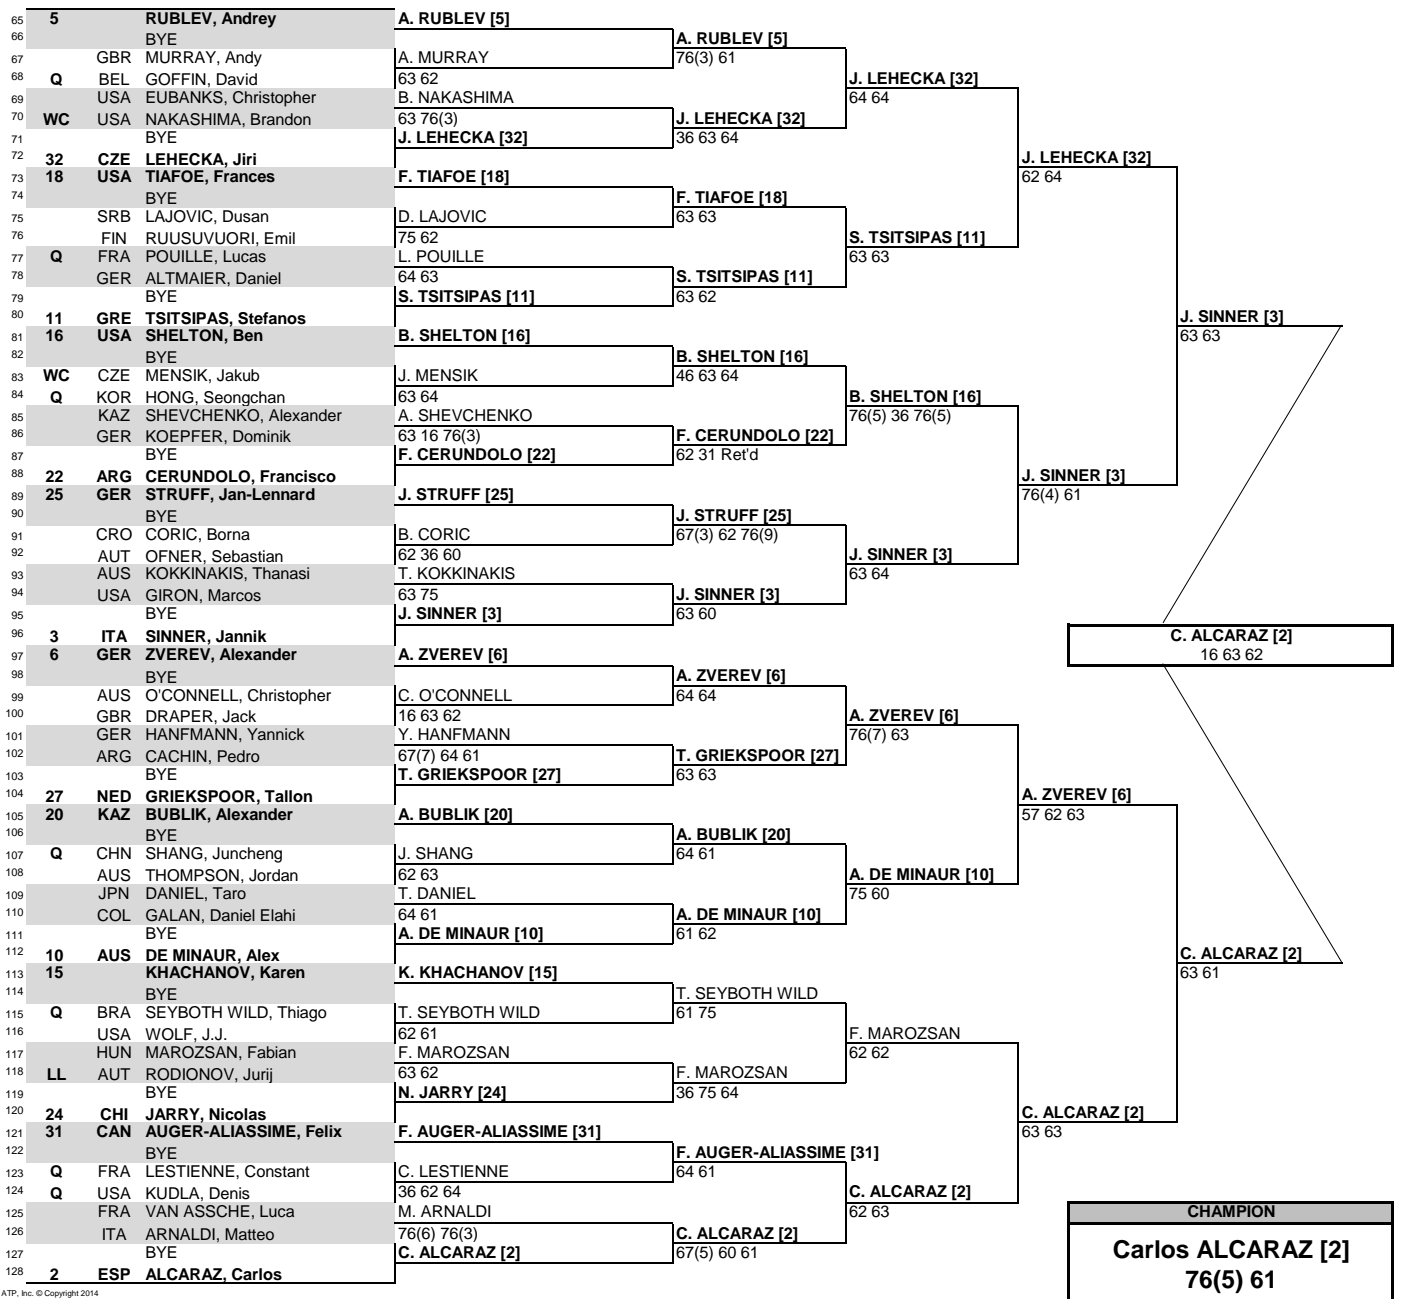 65 5 RUBLEV, Andrey A. RUBLEV [5]
66 BYE A. RUBLEV [5]
67 GBR MURRAY, Andy A. MURRAY 76(3) 61
68 Q BEL GOFFIN, David 63 62 J. LEHECKA [32]
69 USA EUBANKS, Christopher B. NAKASHIMA 64 64
70 WC USA NAKASHIMA, Brandon 63 76(3) J. LEHECKA [32]
71 BYE J. LEHECKA [32] 36 63 64
72 32 CZE LEHECKA, Jiri J. LEHECKA [32]
73 18 USA TIAFOE, Frances F. TIAFOE [18] 62 64
74 BYE F. TIAFOE [18]
75 SRB LAJOVIC, Dusan D. LAJOVIC 63 63
76 FIN RUUSUVUORI, Emil 75 62 S. TSITSIPAS [11]
77 Q FRA POUILLE, Lucas L. POUILLE 63 63
78 GER ALTMAIER, Daniel 64 63 S. TSITSIPAS [11]
79 BYE S. TSITSIPAS [11] 63 62
80 11 GRE TSITSIPAS, Stefanos J. SINNER [3]
81 16 USA SHELTON, Ben B. SHELTON [16] 63 63
82 BYE B. SHELTON [16]
83 WC CZE MENSIK, Jakub J. MENSIK 46 63 64
84 Q KOR HONG, Seongchan 63 64 B. SHELTON [16]
85 KAZ SHEVCHENKO, Alexander A. SHEVCHENKO 76(5) 36 76(5)
86 GER KOEPFER, Dominik 63 16 76(3) F. CERUNDOLO [22]
87 BYE F. CERUNDOLO [22] 62 31 Ret'd
88 22 ARG CERUNDOLO, Francisco J. SINNER [3]
89 25 GER STRUFF, Jan-Lennard J. STRUFF [25] 76(4) 61
90 BYE J. STRUFF [25]
91 CRO CORIC, Borna B. CORIC 67(3) 62 76(9)
92 AUT OFNER, Sebastian 62 36 60 J. SINNER [3]
93 AUS KOKKINAKIS, Thanasi T. KOKKINAKIS 63 64
94 USA GIRON, Marcos 63 75 J. SINNER [3]
95 BYE J. SINNER [3] 63 60
96 3 ITA SINNER, Jannik C. ALCARAZ [2]
97 6 GER ZVEREV, Alexander A. ZVEREV [6] 16 63 62
98 BYE A. ZVEREV [6]
99 AUS O'CONNELL, Christopher C. O'CONNELL 64 64
100 GBR DRAPER, Jack 16 63 62 A. ZVEREV [6]
101 GER HANFMANN, Yannick Y. HANFMANN 76(7) 63
102 ARG CACHIN, Pedro 67(7) 64 61 T. GRIEKSPOOR [27]
103 BYE T. GRIEKSPOOR [27] 63 63
104 27 NED GRIEKSPOOR, Tallon A. ZVEREV [6]
105 20 KAZ BUBLIK, Alexander A. BUBLIK [20] 57 62 63
106 BYE A. BUBLIK [20]
107 Q CHN SHANG, Juncheng J. SHANG 64 61
108 AUS THOMPSON, Jordan 62 63 A. DE MINAUR [10]
109 JPN DANIEL, Taro T. DANIEL 75 60
110 COL GALAN, Daniel Elahi 64 61 A. DE MINAUR [10]
111 BYE A. DE MINAUR [10] 61 62
112 10 AUS DE MINAUR, Alex C. ALCARAZ [2]
113 15 KHACHANOV, Karen K. KHACHANOV [15] 63 61
114 BYE T. SEYBOTH WILD
115 Q BRA SEYBOTH WILD, Thiago T. SEYBOTH WILD 61 75
116 USA WOLF, J.J. 62 61 F. MAROZSAN
117 HUN MAROZSAN, Fabian F. MAROZSAN 62 62
118 LL AUT RODIONOV, Jurij 63 62 F. MAROZSAN
119 BYE N. JARRY [24] 36 75 64
120 24 CHI JARRY, Nicolas C. ALCARAZ [2]
121 31 CAN AUGER-ALIASSIME, Felix F. AUGER-ALIASSIME [31] 63 63
122 BYE F. AUGER-ALIASSIME [31]
123 Q FRA LESTIENNE, Constant C. LESTIENNE 64 61
124 Q USA KUDLA, Denis 36 62 64 C. ALCARAZ [2]
125 FRA VAN ASSCHE, Luca M. ARNALDI 62 63 CHAMPION
126 ITA ARNALDI, Matteo 76(6) 76(3) C. ALCARAZ [2]
127 BYE C. ALCARAZ [2] 67(5) 60 61 Carlos ALCARAZ [2]
128 2 ESP ALCARAZ, Carlos 76(5) 61
ATP, Inc. © Copyright 2014